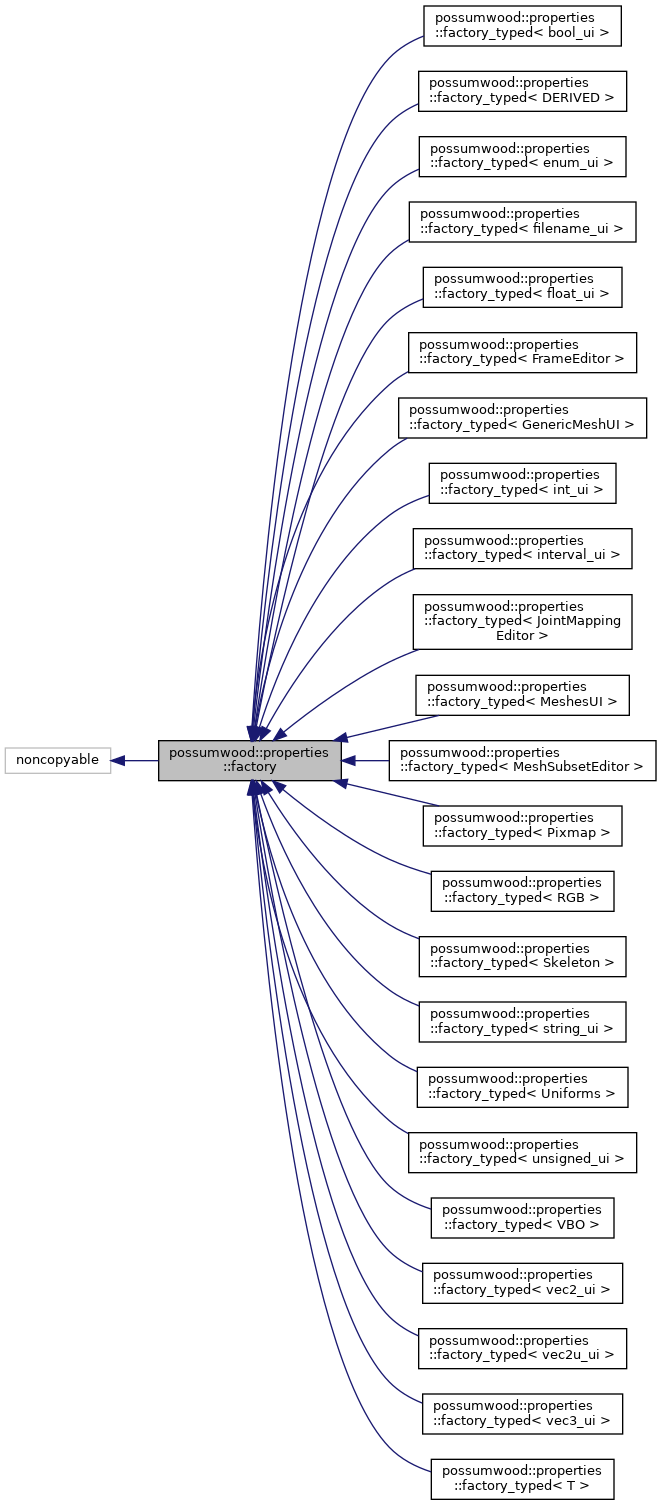 possumwood::properties
::factory_typed< bool_ui >
possumwood::properties
::factory_typed< DERIVED >
possumwood::properties
::factory_typed< enum_ui >
possumwood::properties
::factory_typed< filename_ui >
possumwood::properties
::factory_typed< float_ui >
possumwood::properties
::factory_typed< FrameEditor >
possumwood::properties
::factory_typed< GenericMeshUI >
possumwood::properties
::factory_typed< int_ui >
possumwood::properties
::factory_typed< interval_ui >
possumwood::properties
::factory_typed< JointMapping
Editor >
possumwood::properties
::factory_typed< MeshesUI >
noncopyable
possumwood::properties
::factory
possumwood::properties
::factory_typed< MeshSubsetEditor >
possumwood::properties
::factory_typed< Pixmap >
possumwood::properties
::factory_typed< RGB >
possumwood::properties
::factory_typed< Skeleton >
possumwood::properties
::factory_typed< string_ui >
possumwood::properties
::factory_typed< Uniforms >
possumwood::properties
::factory_typed< unsigned_ui >
possumwood::properties
::factory_typed< VBO >
possumwood::properties
::factory_typed< vec2_ui >
possumwood::properties
::factory_typed< vec2u_ui >
possumwood::properties
::factory_typed< vec3_ui >
possumwood::properties
::factory_typed< T >